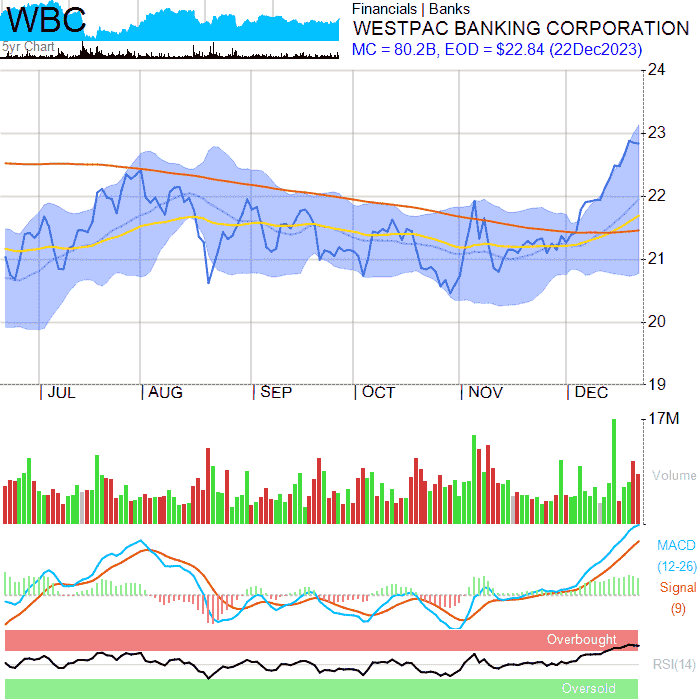 WBC
5yr Chart
Financials | Banks
WESTPAC BANKING CORPORATION
MC = 80.2B, EOD = $22.84 (22Dec2023)
24
23
22
21
20
19
JUL AUG SEP OCT NOV DEC
17M
Volume
MACD
(12-26)
Signal
(9)
Overbought
RSI(14)
Oversold